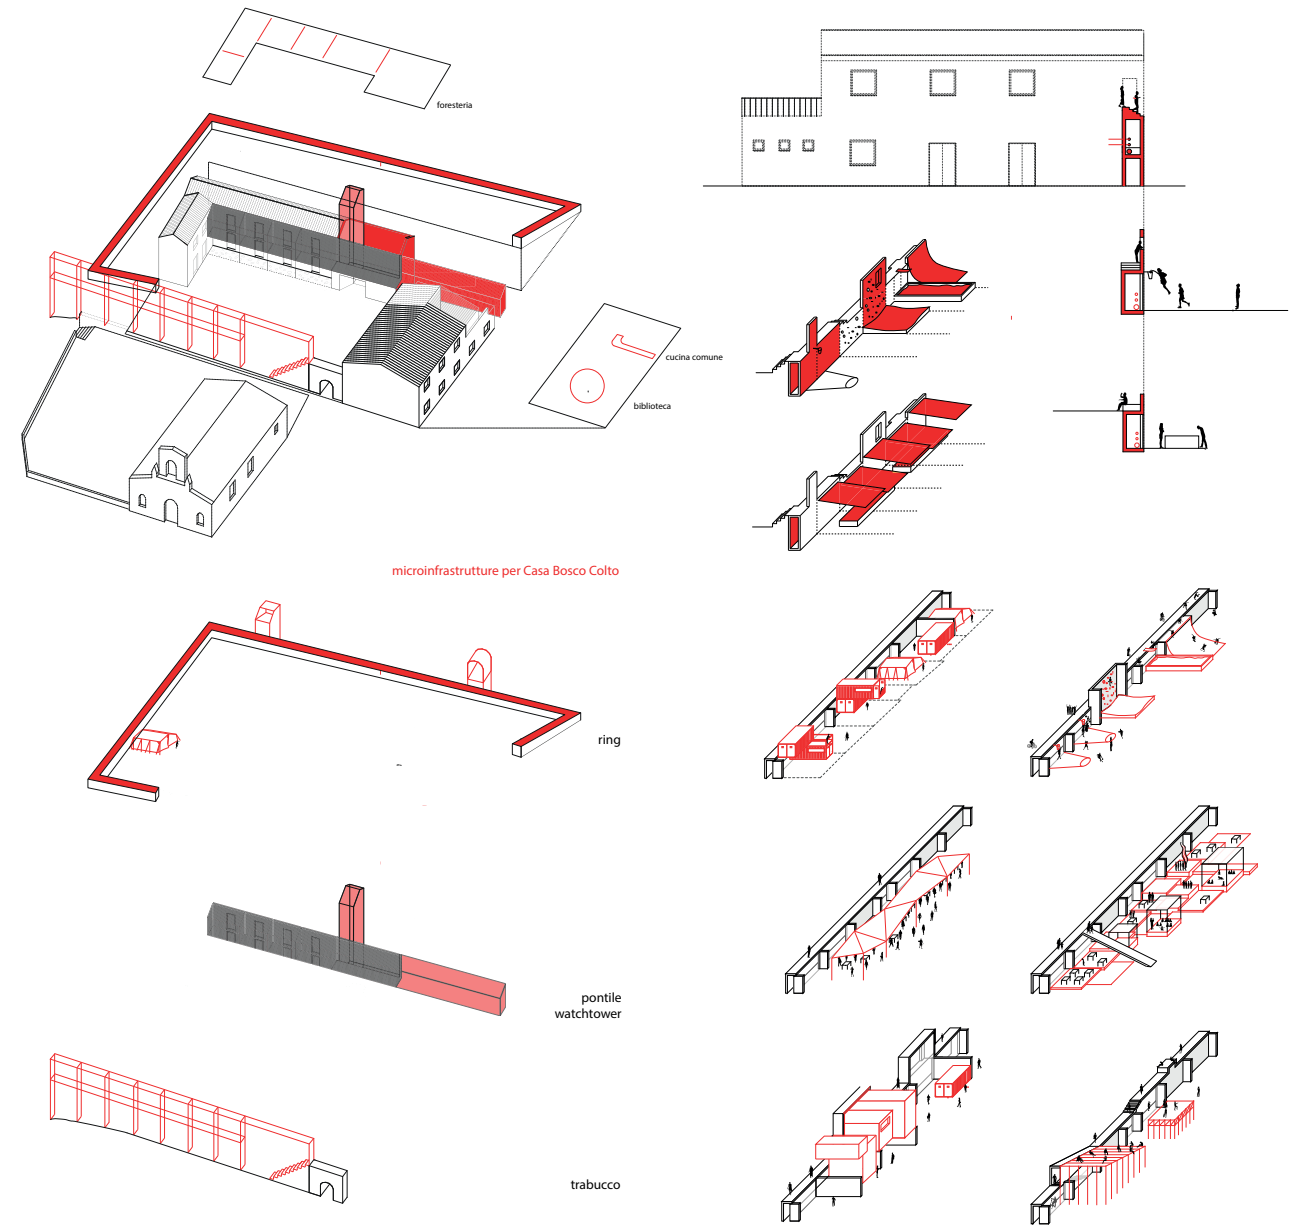 foresteria
cucina comune
biblioteca
microinfrastrutture per Casa Bosco Colto
ring
pontile
watchtower
trabucco